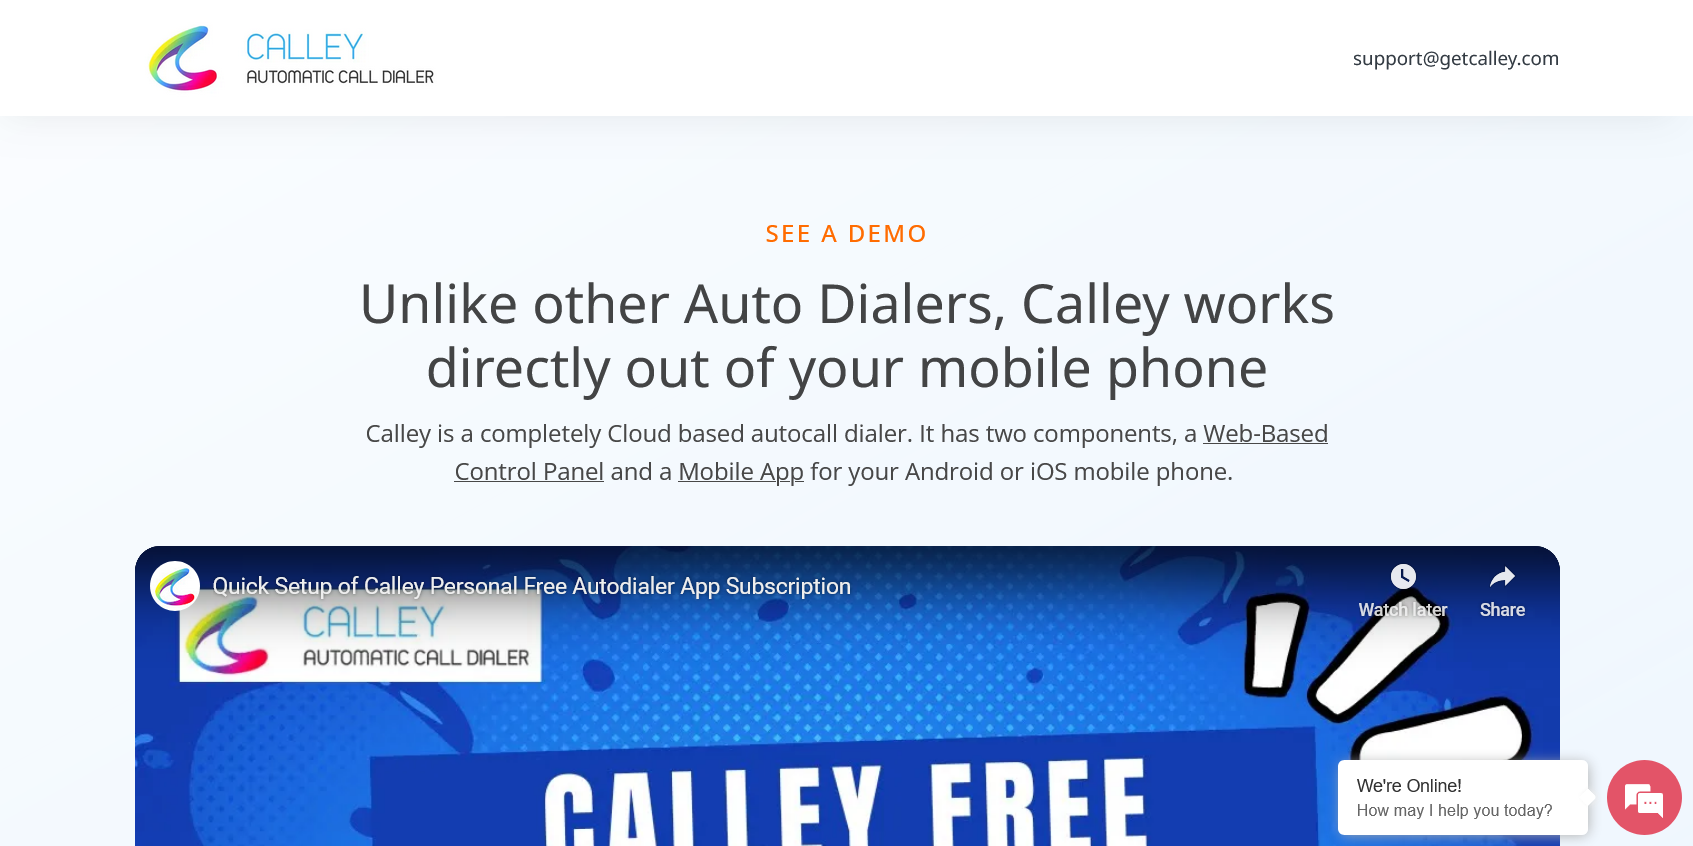 CALLEY
AUTOMATIC CALL DIALER
support@getcalley.com
SEE A DEMO
Unlike other Auto Dialers, Calley works
directly out of your mobile phone
Calley is a completely Cloud based autocall dialer. It has two components, a Web-Based
Control Panel and a Mobile App for your Android or iOS mobile phone.
Quick Setup of Calley Personal Free Autodialer App Subscription
Watch later
Share
CALLEY
AUTOMATIC CALL DIALER
CALLEY FREE
We're Online!
How may I help you today?